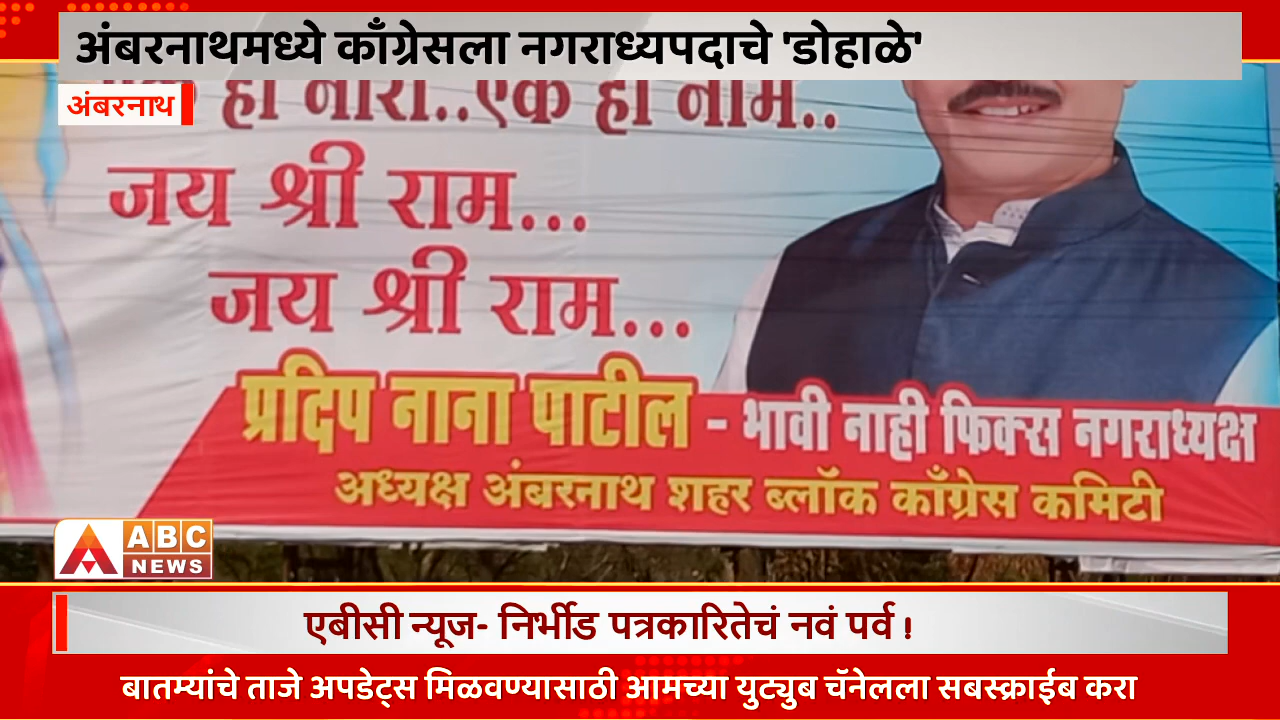 अंबरनाथमध्ये काँग्रेसला नगराध्यपदाचे 'डोहाळे'
अंबरनाथ
ही नारा..एक ही नाम..
जय श्री राम...
जय श्री राम...
प्रदिप नाना पाटील - भावी नाही फिक्स नगराध्यक्ष
अध्यक्ष अंबरनाथ शहर ब्लॉक काँग्रेस कमिटी
ABC
NEWS
एबीसी न्यूज- निर्भीड पत्रकारितेचं नवं पर्व !
बातम्यांचे ताजे अपडेट्स मिळवण्यासाठी आमच्या युट्युब चॅनेलला सबस्क्राईब करा